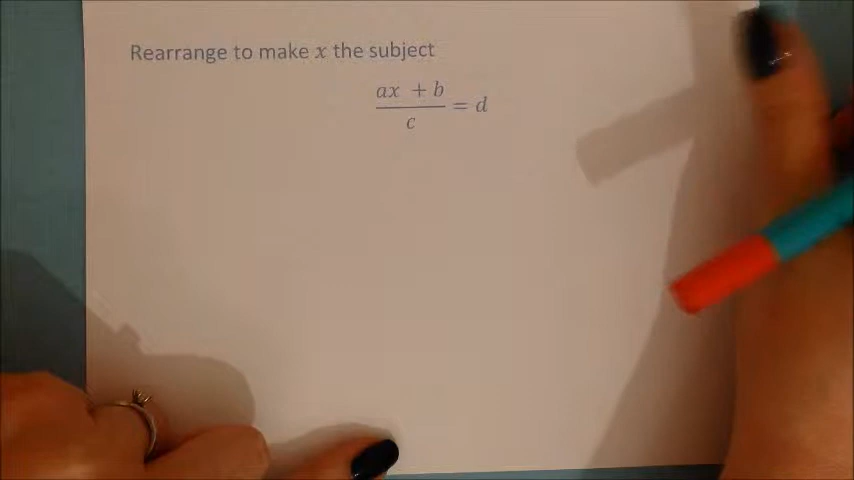 Rearrange to make x the subject
ax + b
c
= d